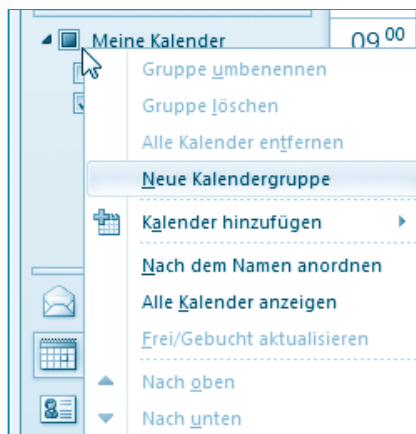 Meine Kalender
09 00
Gruppe umbenennen
Gruppe löschen
Alle Kalender entfernen
Neue Kalendergruppe
Kalender hinzufügen
Nach dem Namen anordnen
Alle Kalender anzeigen
Frei/Gebucht aktualisieren
Nach oben
Nach unten